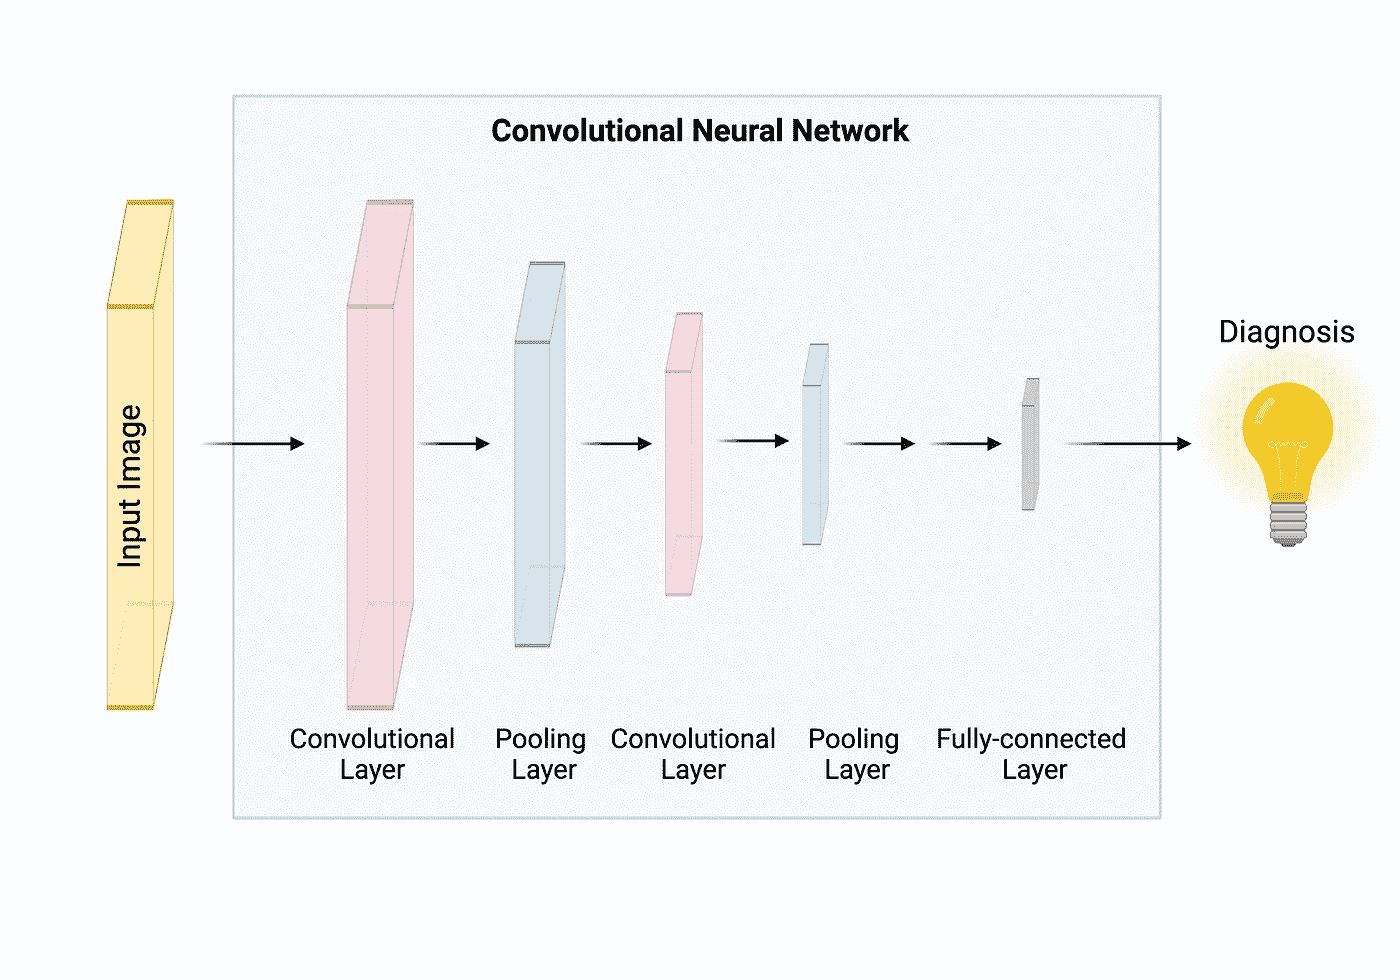 Convolutional Neural Network
Input Image
Diagnosis
Convolutional
Layer
Pooling
Layer
Convolutional
Layer
Pooling
Layer
Fully-connected
Layer